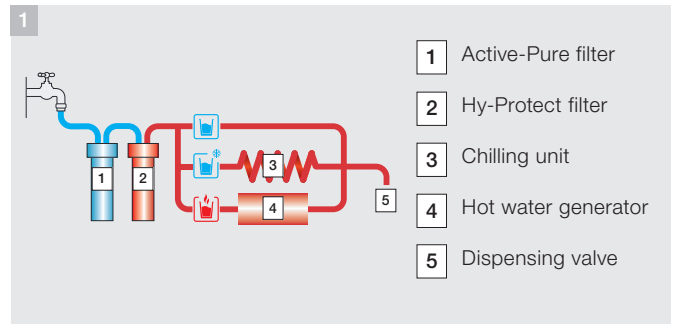 1
1 Active-Pure filter
2 Hy-Protect filter
3 Chilling unit
4 Hot water generator
5 Dispensing valve
1
2
3
4
5